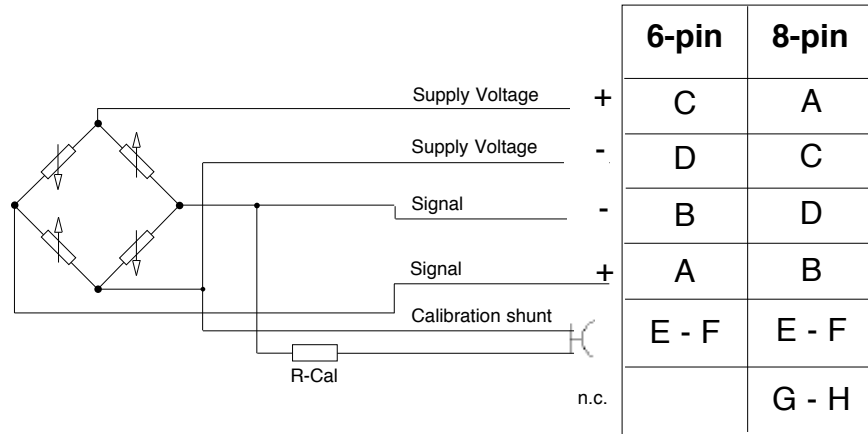 6-pin 8-pin
Supply Voltage + C A
Supply Voltage - D C
Signal - B D
Signal + A B
Calibration shunt E - F E - F
R-Cal
n.c. G - H